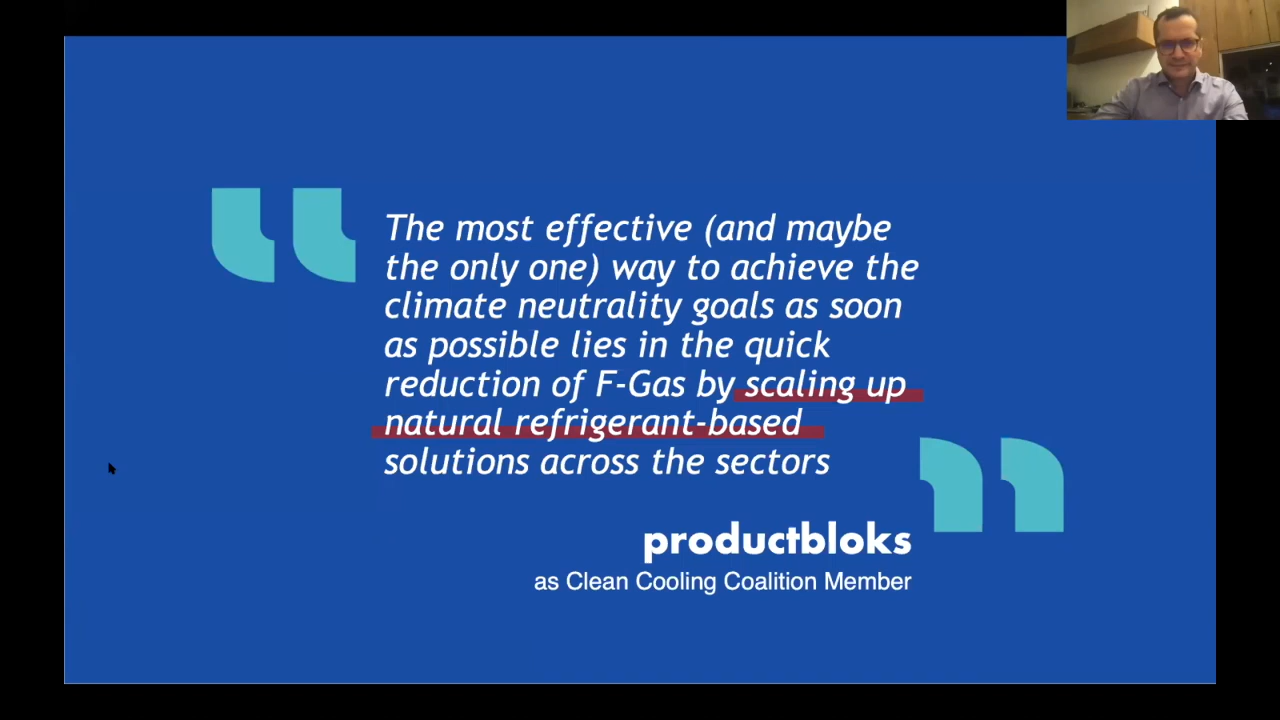 The most effective (and maybe
the only one) way to achieve the
climate neutrality goals as soon
as possible lies in the quick
reduction of F-Gas by scaling up
natural refrigerant-based
solutions across the sectors
productbloks
as Clean Cooling Coalition Member